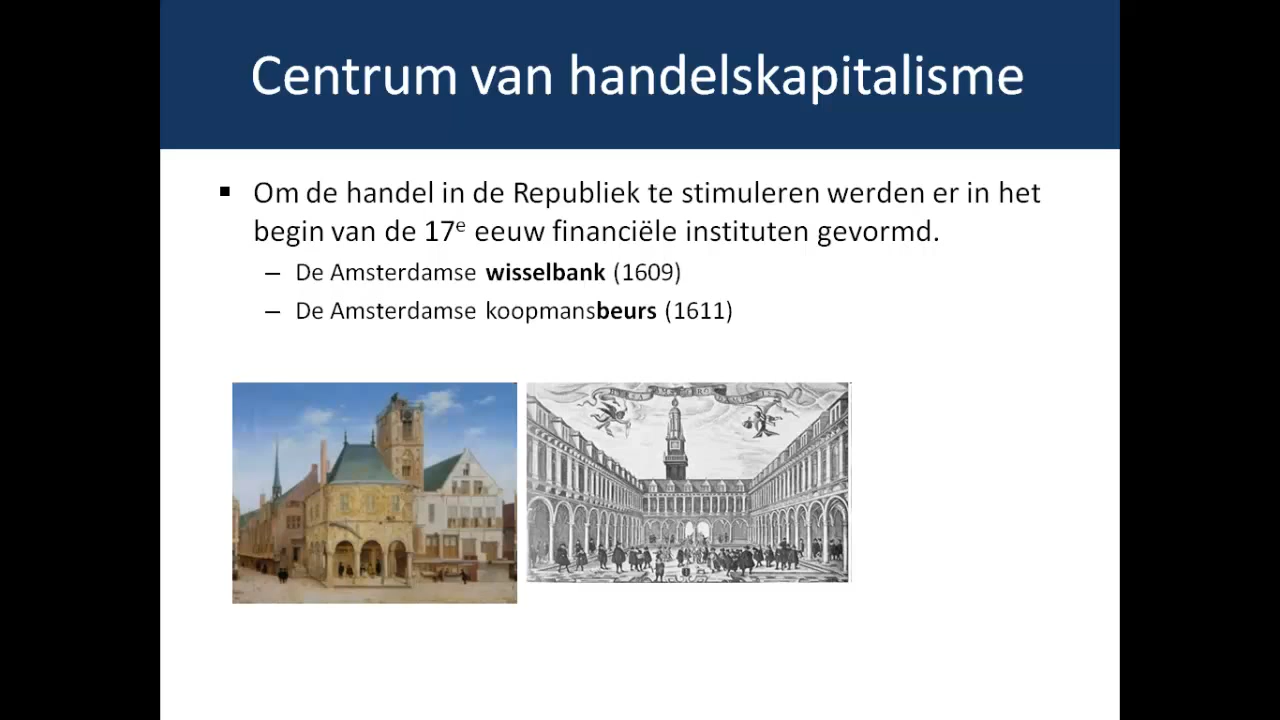 Centrum van handelskapitalisme
▪ Om de handel in de Republiek te stimuleren werden er in het
begin van de 17e eeuw financiële instituten gevormd.
– De Amsterdamse wisselbank (1609)
– De Amsterdamse koopmansbeurs (1611)